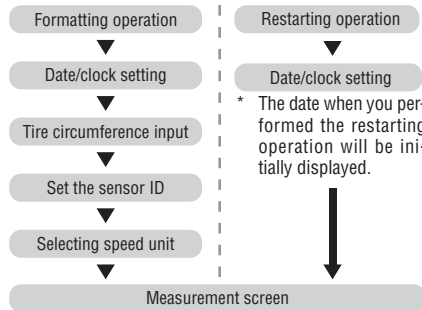 Formatting operation
Date/clock setting
Tire circumference input
Set the sensor ID
Selecting speed unit
Restarting operation
Date/clock setting
* The date when you per-
formed the restarting
operation will be ini-
tially displayed.
Measurement screen